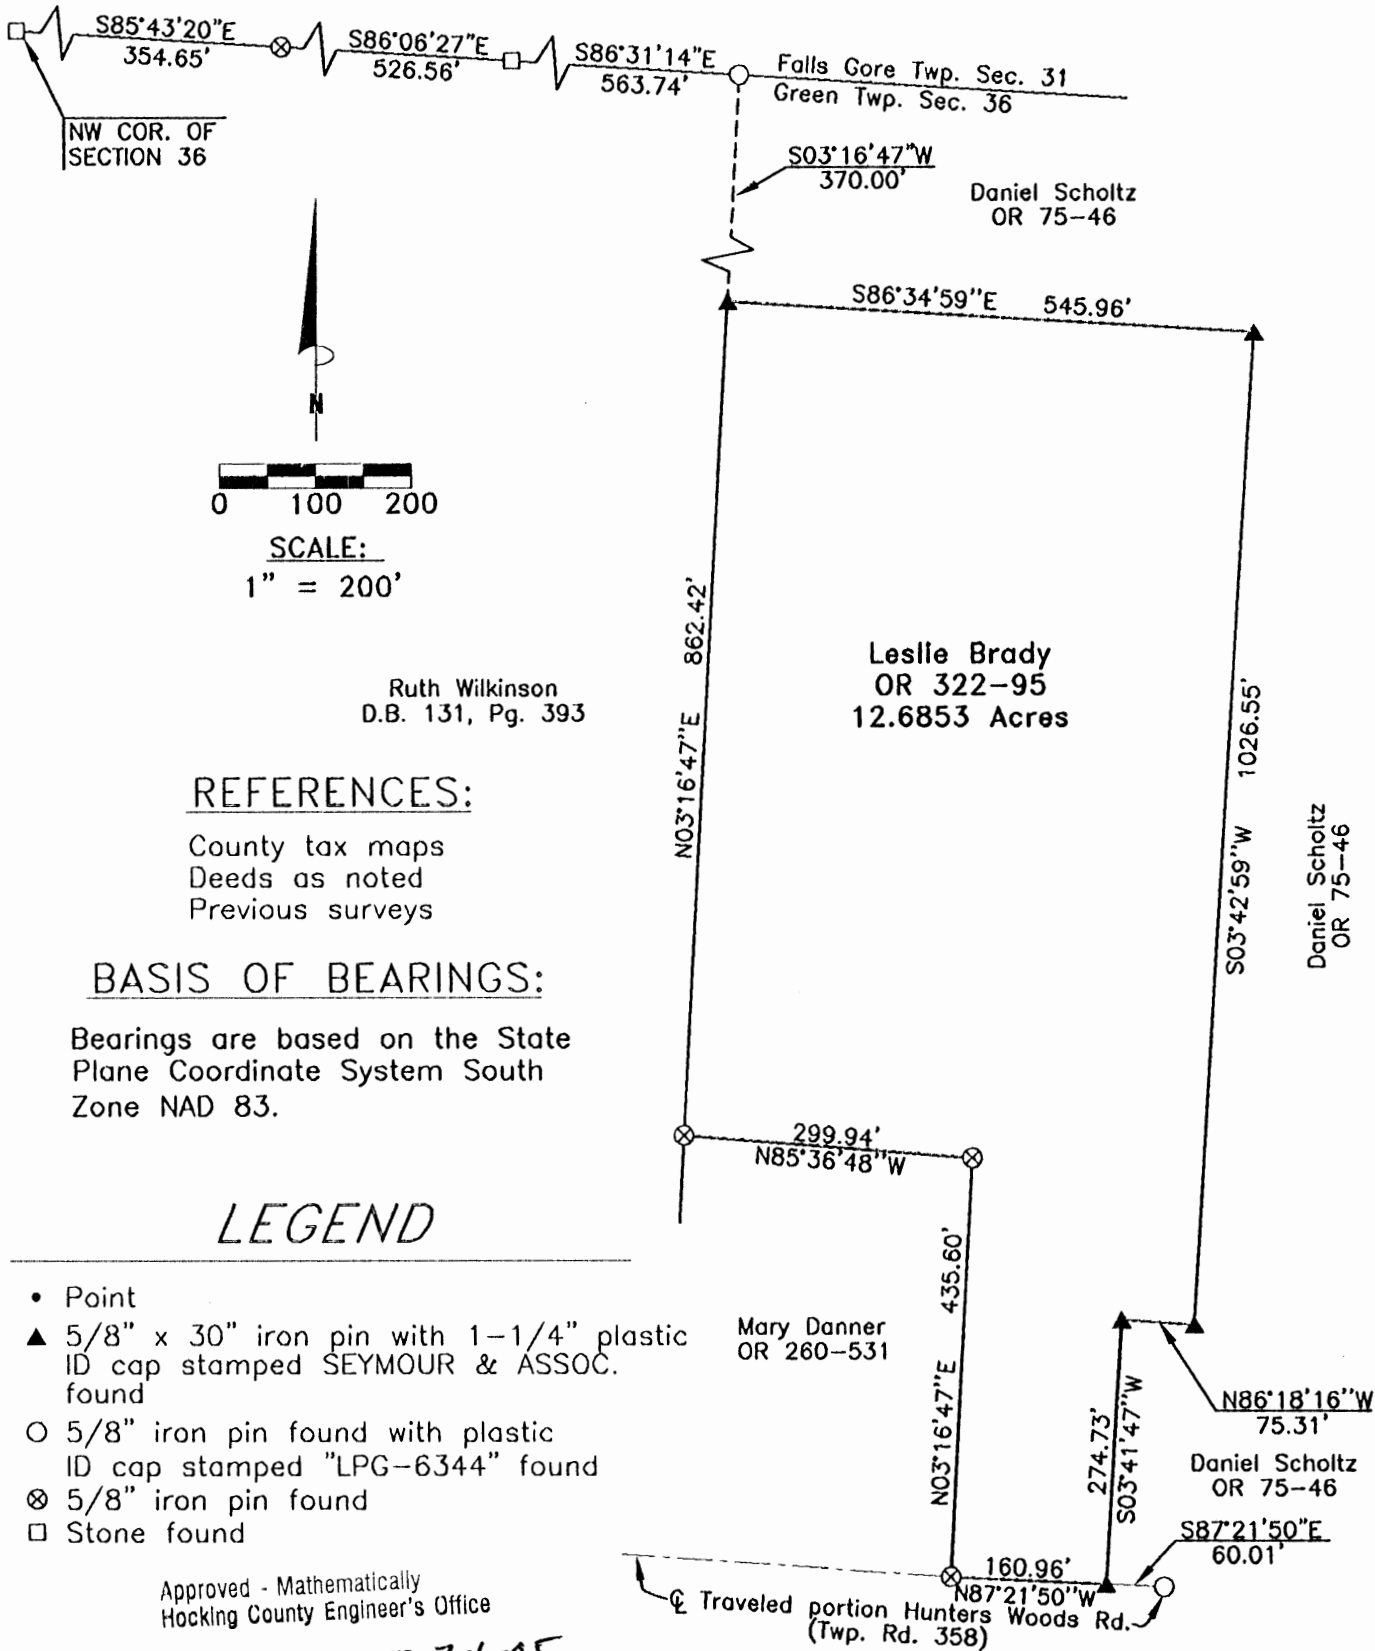 S85°43'20"E
354.65'
S86°06'27"E
526.56'
S86°31'14"E
563.74'
Falls Gore Twp. Sec. 31
Green Twp. Sec. 36
NW COR. OF
SECTION 36
S03°16'47"W
370.00'
Daniel Scholtz
OR 75-46
S86°34'59"E 545.96'
N
0 100 200
SCALE:
1" = 200'
N03°16'47"E 862.42'
Leslie Brady
OR 322-95
12.6853 Acres
Ruth Wilkinson
D.B. 131, Pg. 393
S03°42'59"W 1026.55'
Daniel Scholtz
OR 75-46
REFERENCES:
County tax maps
Deeds as noted
Previous surveys
BASIS OF BEARINGS:
Bearings are based on the State
Plane Coordinate System South
Zone NAD 83.
299.94'
N85°36'48"W
LEGEND
• Point
▲ 5/8" x 30" iron pin with 1-1/4" plastic
ID cap stamped SEYMOUR & ASSOC.
found
○ 5/8" iron pin found with plastic
ID cap stamped "LPG-6344" found
⊗ 5/8" iron pin found
□ Stone found
N03°16'47"E 435.60'
Mary Danner
OR 260-531
274.73'
S03°41'47"W
N86°18'16"W
75.31'
Daniel Scholtz
OR 75-46
S87°21'50"E
60.01'
160.96'
N87°21'50"W
℄ Traveled portion Hunters Woods Rd.
(Twp. Rd. 358)
Approved - Mathematically
Hocking County Engineer's Office